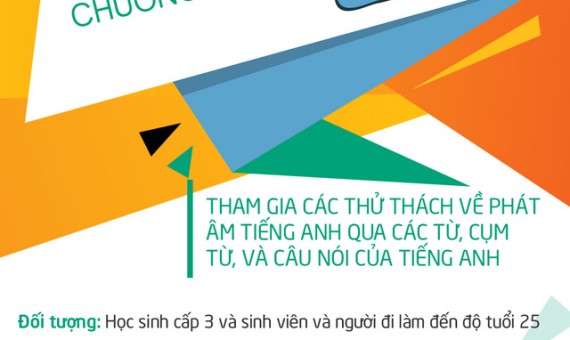 THAM GIA CÁC THỬ THÁCH VỀ PHÁT
ÂM TIẾNG ANH QUA CÁC TỪ, CỤM
TỪ, VÀ CÂU NÓI CỦA TIẾNG ANH
Đối tượng: Học sinh cấp 3 và sinh viên và người đi làm đến độ tuổi 25